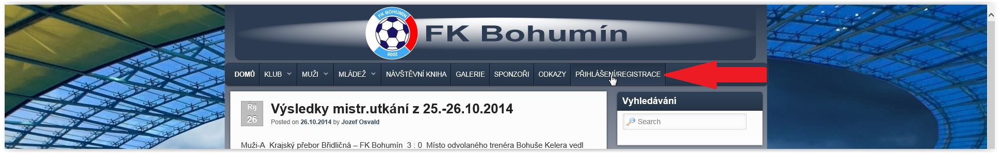 FK BOHUMÍN
2006
FK Bohumín
DOMŮ KLUB MUŽI MLÁDEŽ NÁVŠTĚVNÍ KNIHA GALERIE SPONZOŘI ODKAZY PŘIHLÁŠENÍ/REGISTRACE
Říj
26
Výsledky mistr.utkání z 25.-26.10.2014
Posted on 26.10.2014 by Jozef Osvald
Muži-A Krajský přebor Břidličná – FK Bohumín 3 : 0 Místo odvolaného trenéra Bohuše Kelera vedl
Vyhledávání
Search